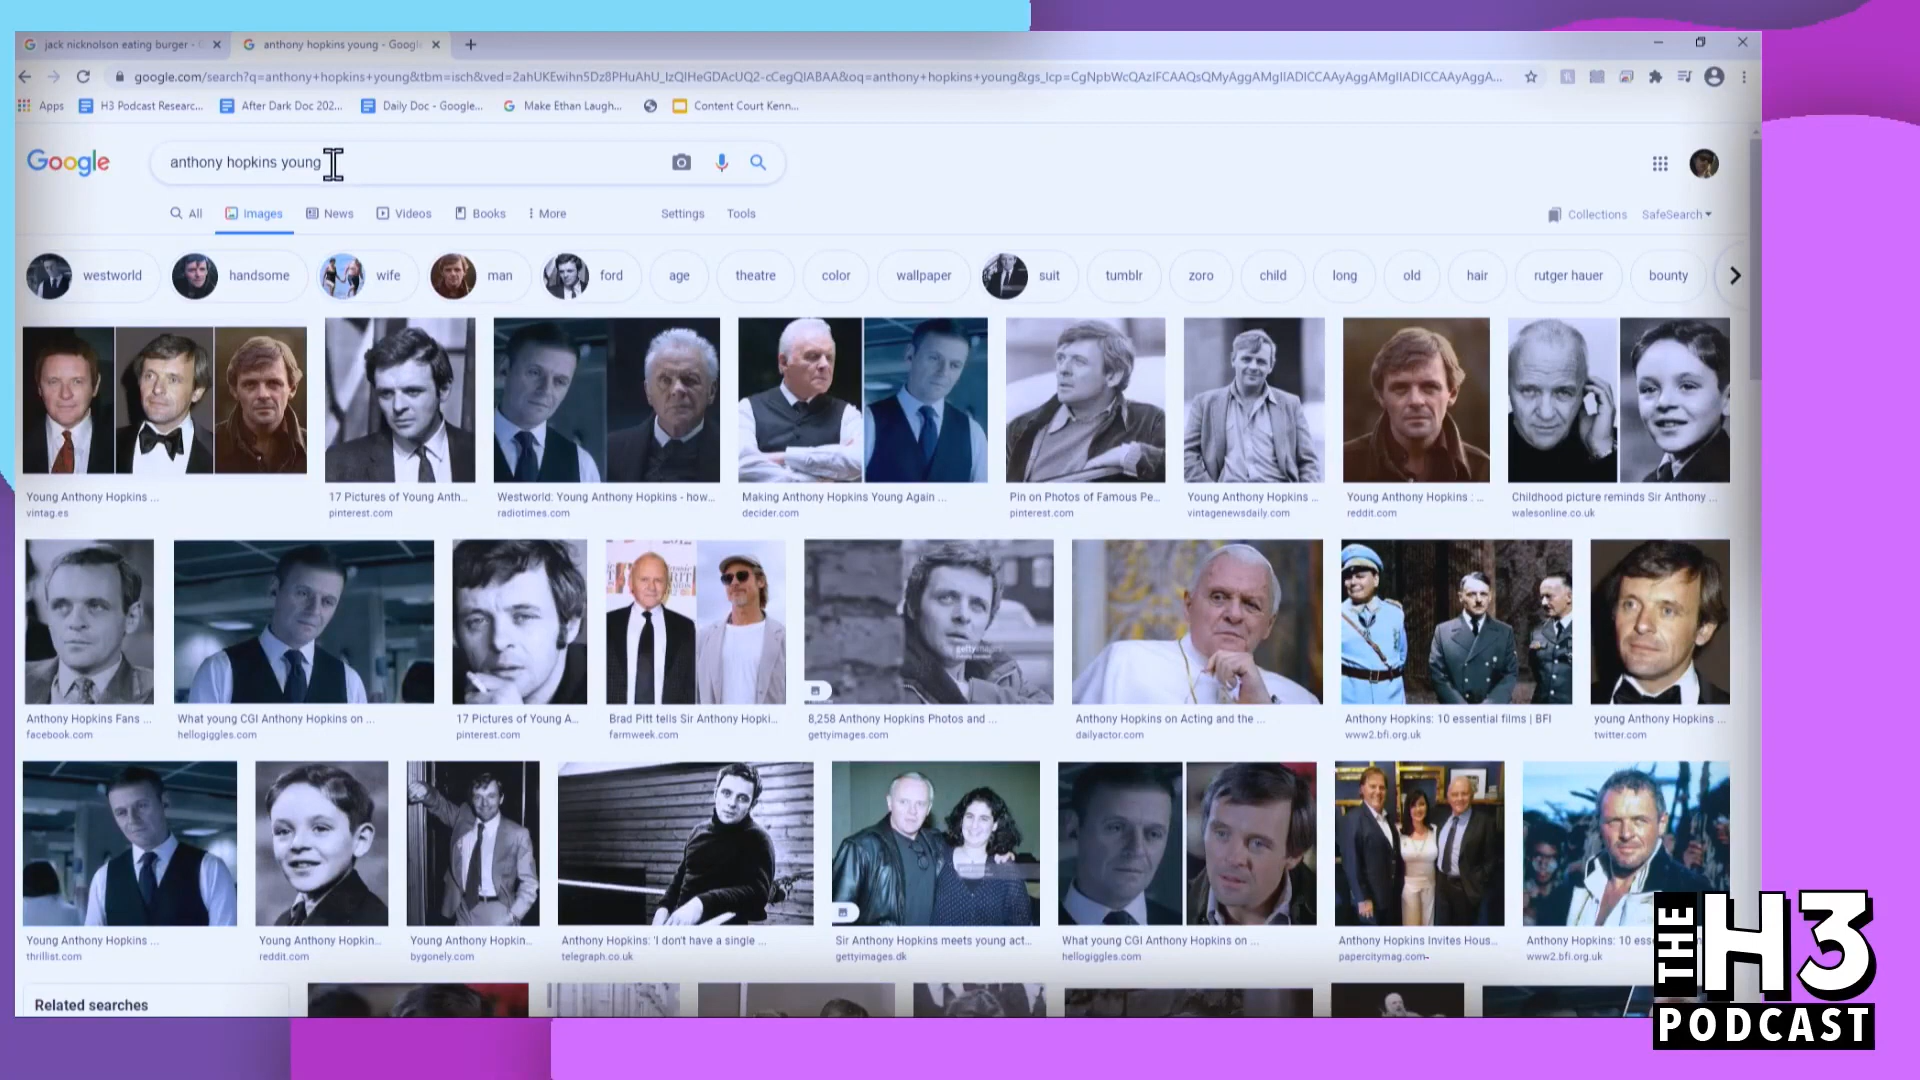 jack nicknolson eating burger - G
anthony hopkins young - Google
google.com/search?q=anthony+hopkins+young&tbm=isch&ved=2ahUKEwihn5Dz8PHuAhU_IzQIHeGDAcUQ2-cCegQIABAA&oq=anthony+hopkins+young&gs_lcp=CgNpbWcQAzIFCAAQsQMyAggAMgIIADICCAAyAggAMgIIADICCAAyAggA...
Apps H3 Podcast Researc... After Dark Doc 202... Daily Doc - Google... Make Ethan Laugh... Content Court Kenn...
Google anthony hopkins young
All Images News Videos Books More Settings Tools Collections SafeSearch
westworld handsome wife man ford age theatre color wallpaper suit tumblr zoro child long old hair rutger hauer bounty
Young Anthony Hopkins ... 17 Pictures of Young Anth... Westworld: Young Anthony Hopkins - how... Making Anthony Hopkins Young Again ... Pin on Photos of Famous Pe... Young Anthony Hopkins ... Young Anthony Hopkins : ... Childhood picture reminds Sir Anthony ...
vintag.es pinterest.com radiotimes.com decider.com pinterest.com vintagenewsdaily.com reddit.com walesonline.co.uk
gettyimages
Anthony Hopkins Fans ... What young CGI Anthony Hopkins on ... 17 Pictures of Young A... Brad Pitt tells Sir Anthony Hopki... 8,258 Anthony Hopkins Photos and ... Anthony Hopkins on Acting and the ... Anthony Hopkins: 10 essential films | BFI young Anthony Hopkins ...
facebook.com hellogiggles.com pinterest.com farmweek.com gettyimages.com dailyactor.com www2.bfi.org.uk twitter.com
Young Anthony Hopkins ... Young Anthony Hopkin... Young Anthony Hopkin... Anthony Hopkins: 'I don't have a single ... Sir Anthony Hopkins meets young act... What young CGI Anthony Hopkins on ... Anthony Hopkins Invites Hous... Anthony Hopkins: 10 ess
thrillist.com reddit.com bygonely.com telegraph.co.uk gettyimages.dk hellogiggles.com papercitymag.com www2.bfi.org.uk
Related searches
THE H3
PODCAST